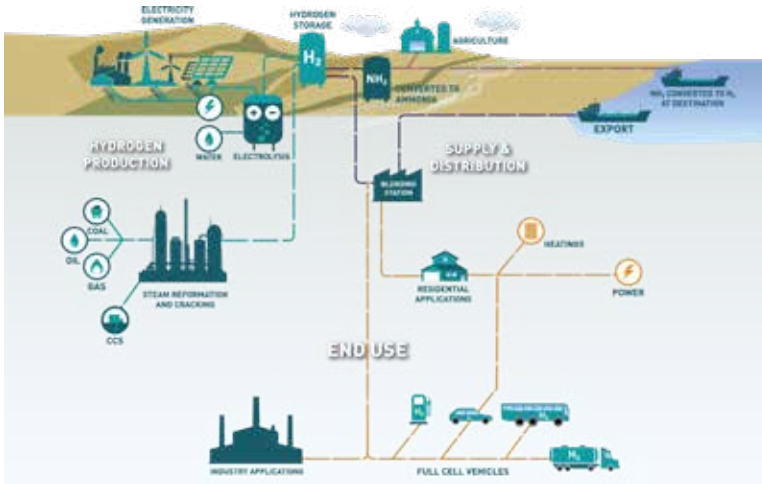 ELECTRICITY
GENERATION
HYDROGEN
STORAGE
H₂
AGRICULTURE
NH₃
CONVERTED TO
AMMONIA
NH₃ CONVERTED TO H₂
AT DESTINATION
EXPORT
HYDROGEN
PRODUCTION
WATER
ELECTROLYSIS
SUPPLY &
DISTRIBUTION
BLENDING
STATION
COAL
OIL
GAS
STEAM REFORMATION
AND CRACKING
CCS
HEATINGS
RESIDENTIAL
APPLICATIONS
POWER
END USE
H₂
H₂
H₂
INDUSTRY APPLICATIONS
FULL CELL VEHICLES